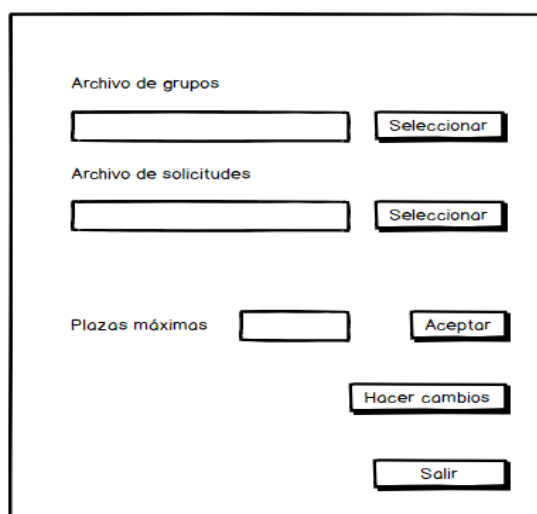 Archivo de grupos
Seleccionar
Archivo de solicitudes
Seleccionar
Plazas máximas
Aceptar
Hacer cambios
Salir